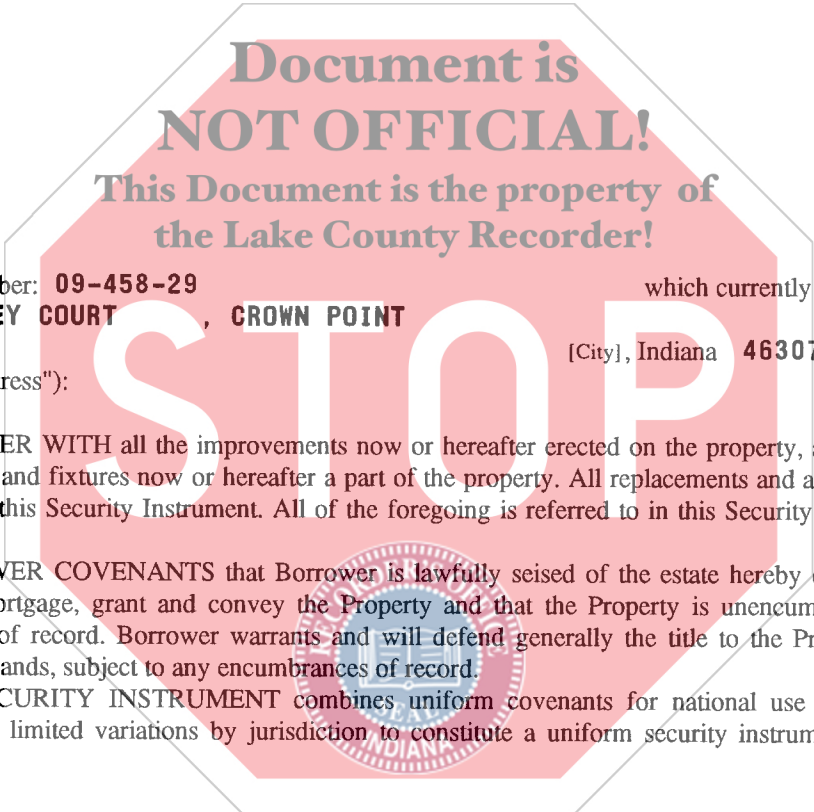 Document is
NOT OFFICIAL!
This Document is the property of
the Lake County Recorder!
ber: 09-458-29 which currently
EY COURT , CROWN POINT
[City], Indiana 46307
ress"):
STOP
ER WITH all the improvements now or hereafter erected on the property, a
and fixtures now or hereafter a part of the property. All replacements and a
this Security Instrument. All of the foregoing is referred to in this Security
VER COVENANTS that Borrower is lawfully seised of the estate hereby
ortgage, grant and convey the Property and that the Property is unencum
of record. Borrower warrants and will defend generally the title to the Pr
ands, subject to any encumbrances of record.
CURITY INSTRUMENT combines uniform covenants for national use
limited variations by jurisdiction to constitute a uniform security instrum
SEAL
INDIANA